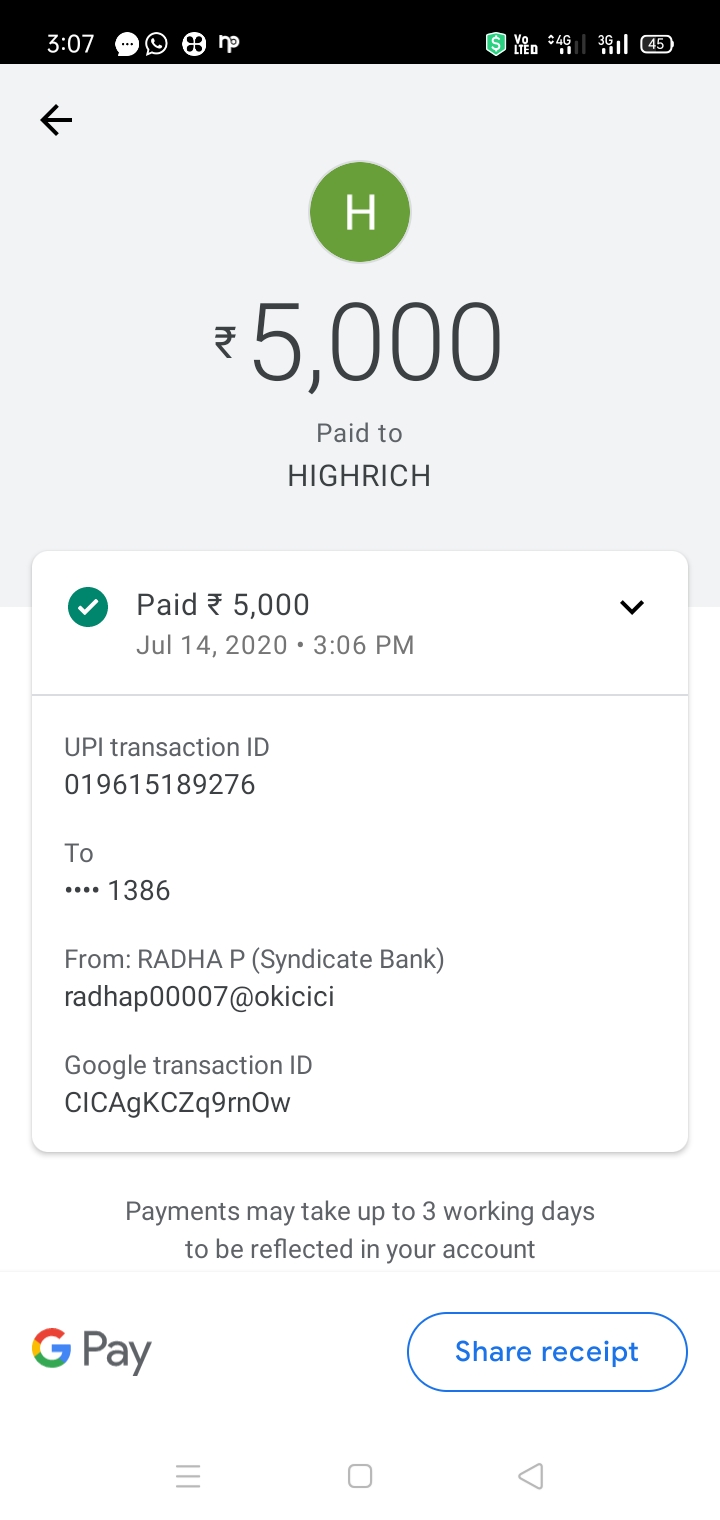 3:07
Vo LTED 4G 3G 45
H
₹5,000
Paid to
HIGHRICH
Paid ₹ 5,000
Jul 14, 2020 • 3:06 PM
UPI transaction ID
019615189276
To
•••• 1386
From: RADHA P (Syndicate Bank)
radhap00007@okicici
Google transaction ID
CICAgKCZq9rnOw
Payments may take up to 3 working days
to be reflected in your account
G Pay
Share receipt